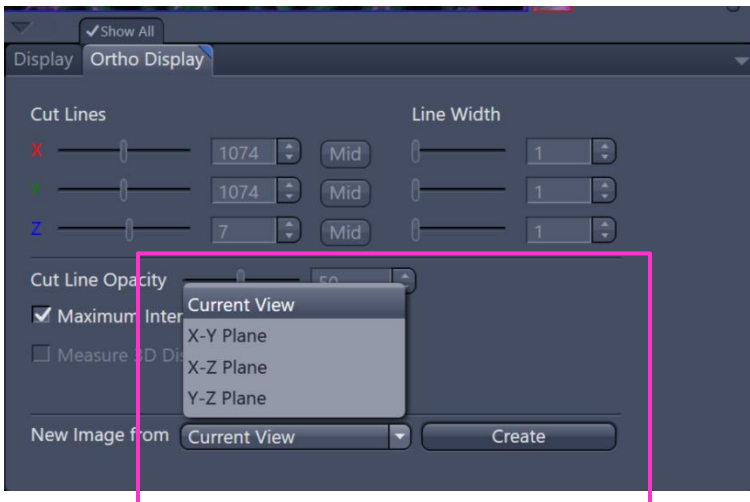 Show All
Display Ortho Display
Cut Lines Line Width
X 1074 Mid 1
Y 1074 Mid 1
Z 7 Mid 1
Cut Line Opacity 50
Maximum Inter
Current View
X-Y Plane
Measure 3D Dis
X-Z Plane
Y-Z Plane
New Image from Current View Create